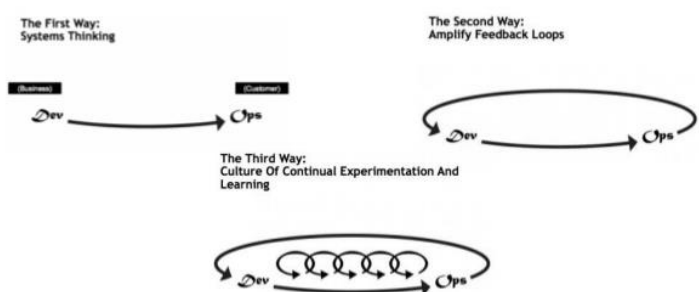 The First Way:
Systems Thinking
(Business)
(Customer)
Dev
Ops
The Second Way:
Amplify Feedback Loops
Dev
Ops
The Third Way:
Culture Of Continual Experimentation And
Learning
Dev
Ops